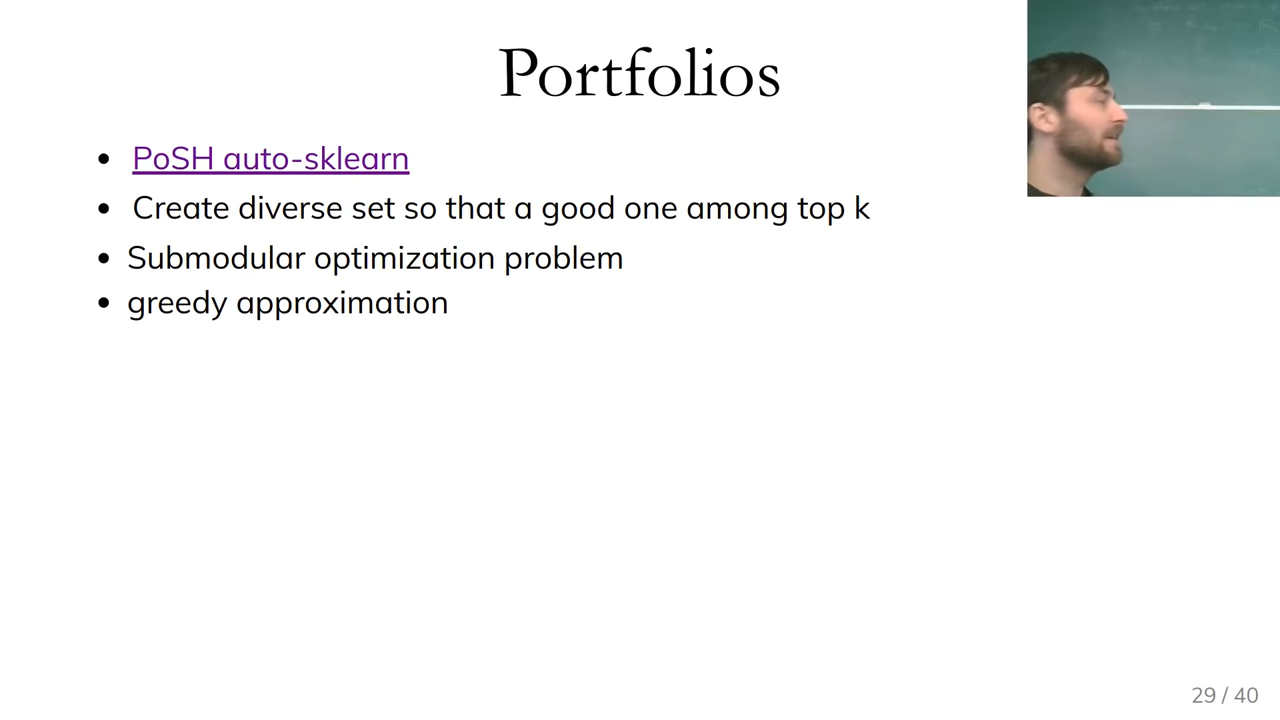 Portfolios
PoSH auto-sklearn
Create diverse set so that a good one among top k
Submodular optimization problem
greedy approximation
29 / 40